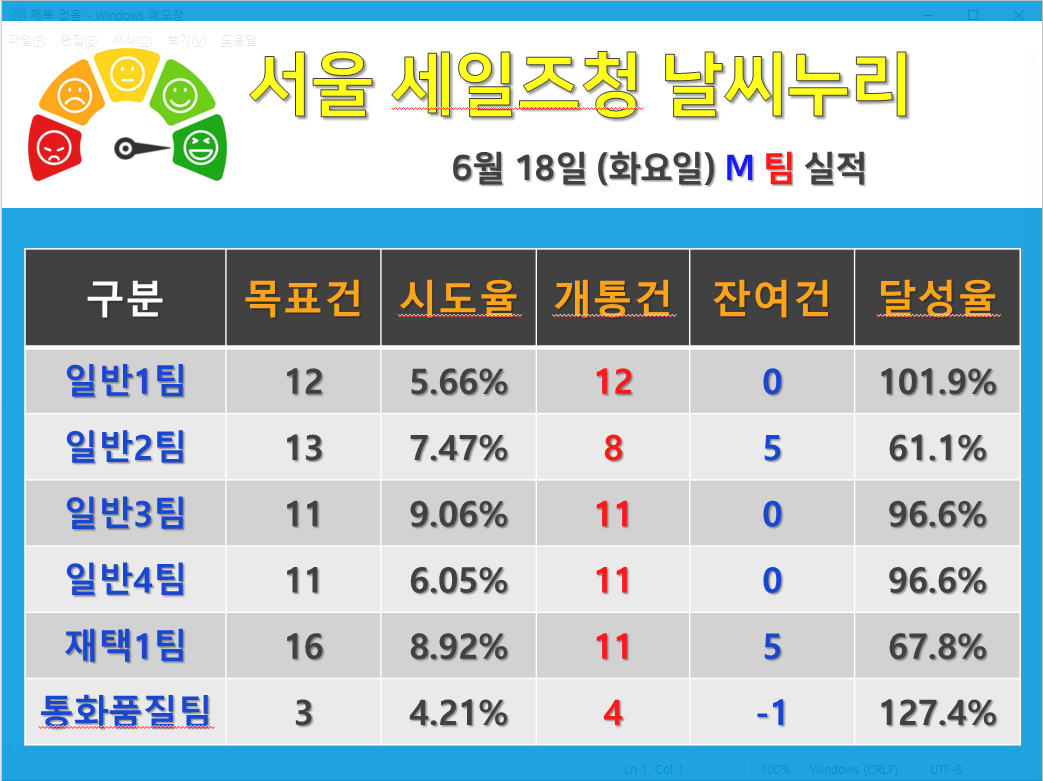 제목 없음 - Windows 메모장
파일(F) 편집(E) 서식(O) 보기(V) 도움말
서울 세일즈청 날씨누리
6월 18일 (화요일) M 팀 실적
구분 목표건 시도율 개통건 잔여건 달성율
일반1팀 12 5.66% 12 0 101.9%
일반2팀 13 7.47% 8 5 61.1%
일반3팀 11 9.06% 11 0 96.6%
일반4팀 11 6.05% 11 0 96.6%
재택1팀 16 8.92% 11 5 67.8%
통화품질팀 3 4.21% 4 -1 127.4%
Ln 1, Col 1 100% Windows (CRLF) UTF-8